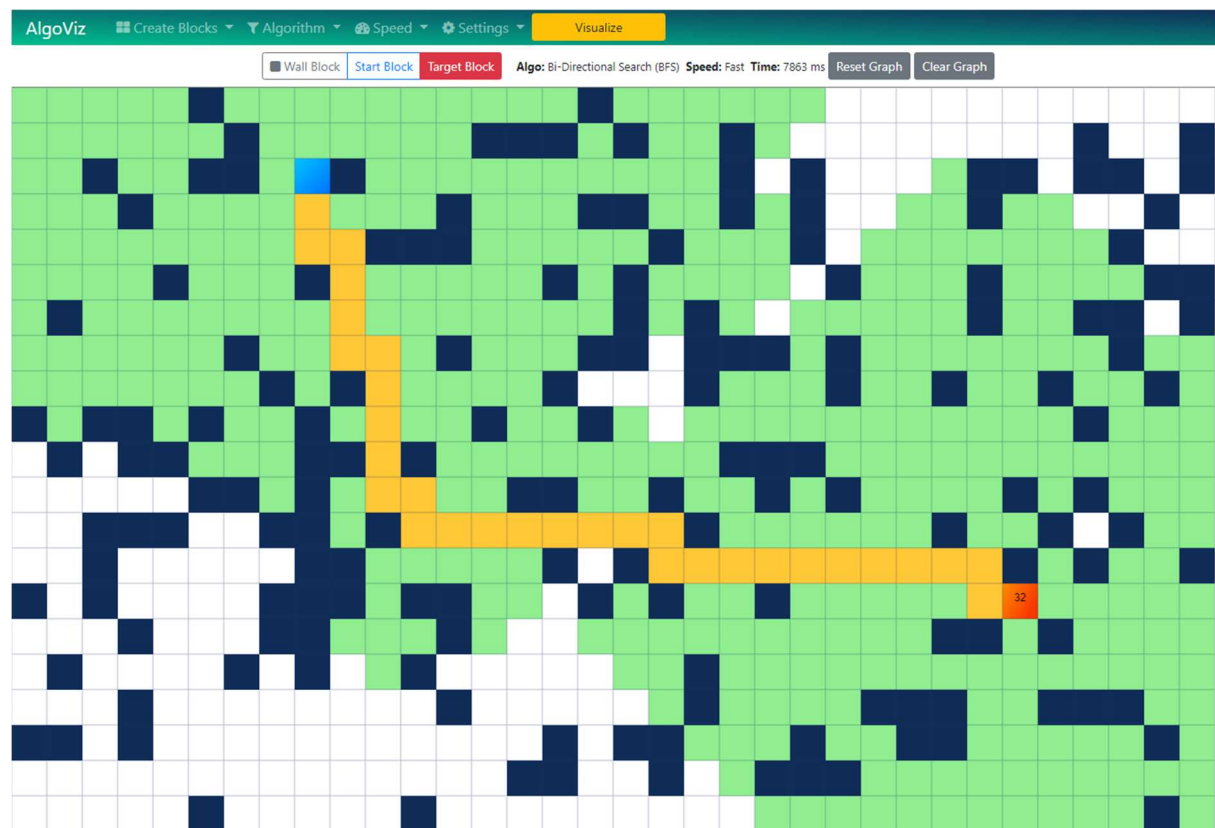 AlgoViz Create Blocks Algorithm Speed Settings Visualize
Wall Block Start Block Target Block Algo: Bi-Directional Search (BFS) Speed: Fast Time: 7863 ms Reset Graph Clear Graph
32